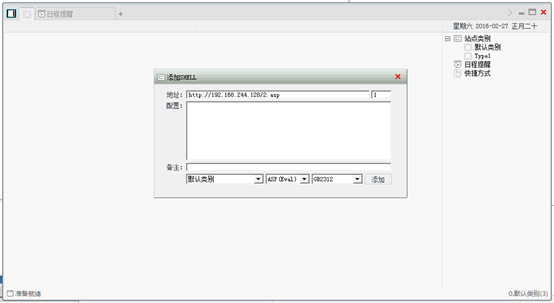 日程提醒
星期六 2016-02-27 正月二十
站点类别
默认类别
Type1
日程提醒
快捷方式
添加SHELL
地址: http://192.168.244.128/2.asp 1
配置:
备注:
默认类别 ASP(Eval) GB2312 添加
准备就绪
0.默认类别(3)